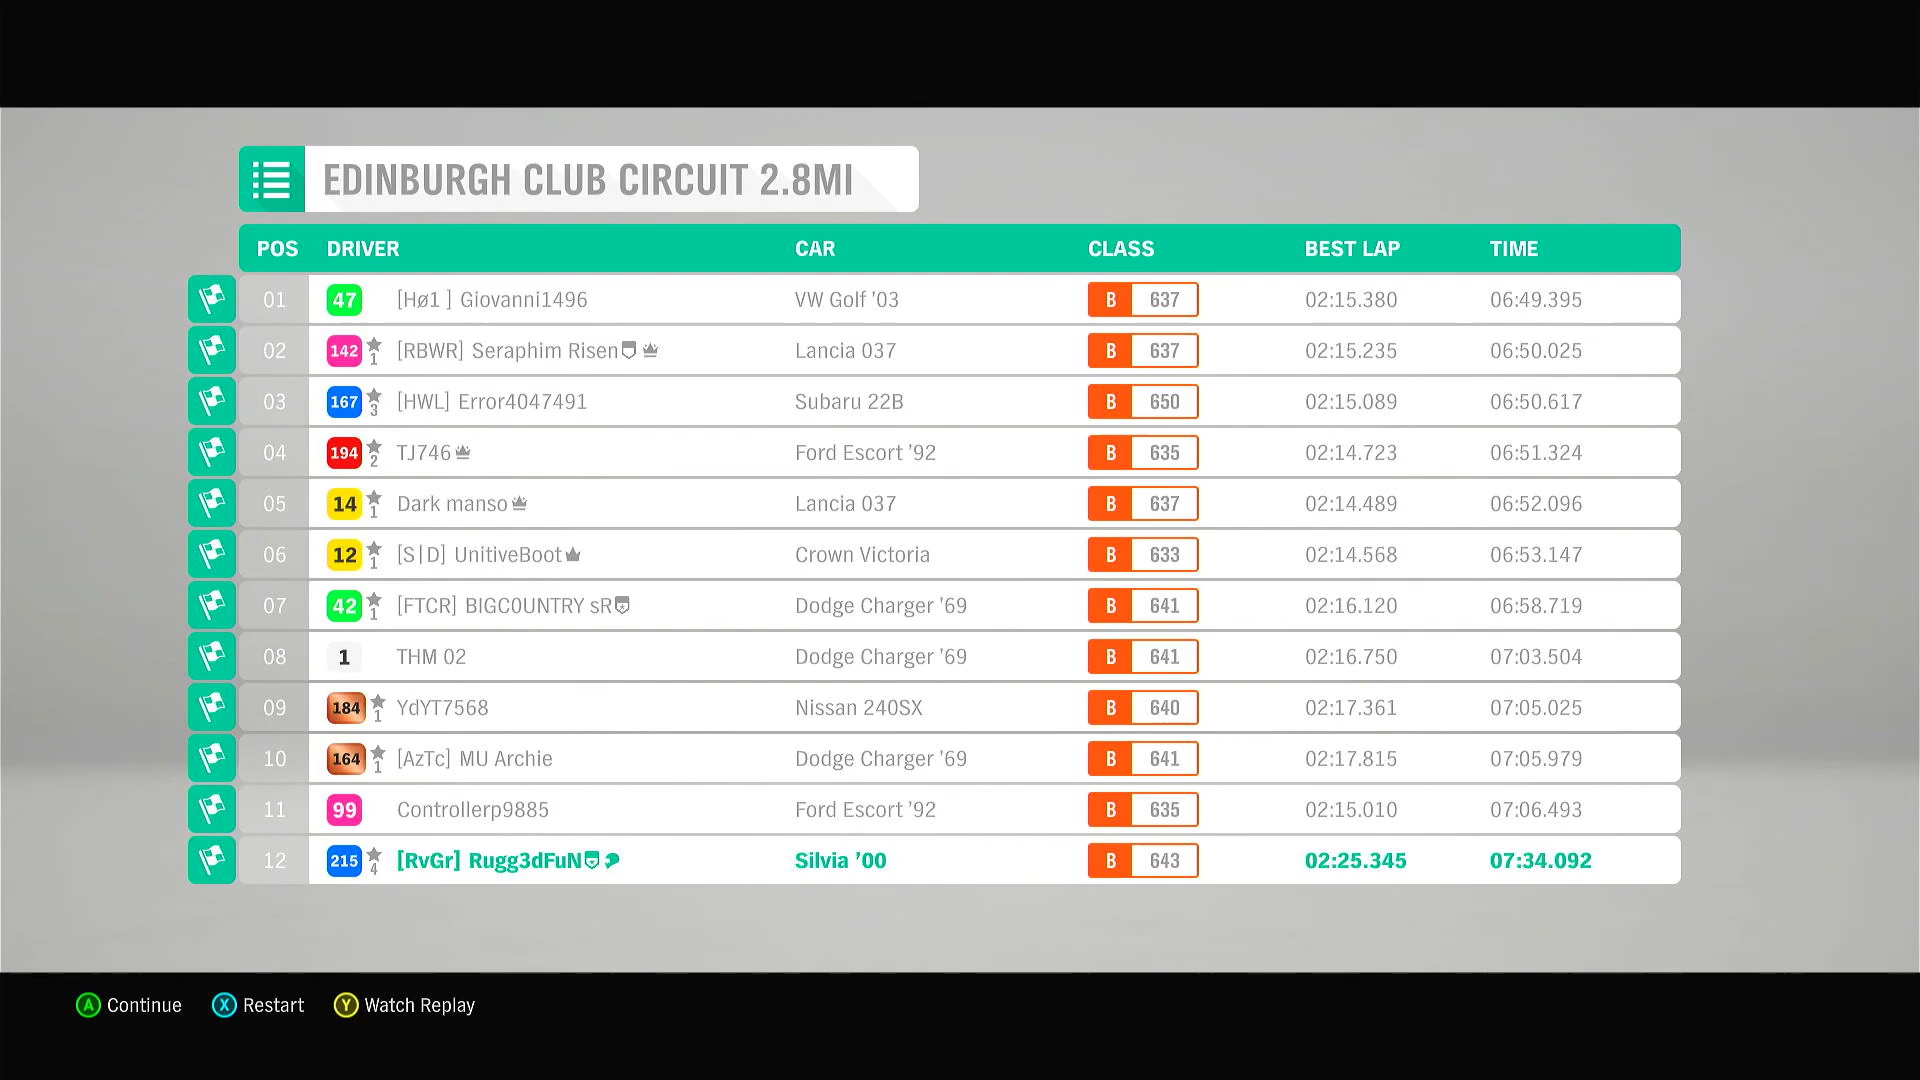 EDINBURGH CLUB CIRCUIT 2.8MI
POS DRIVER CAR CLASS BEST LAP TIME
01 47 [Hø1 ] Giovanni1496 VW Golf ’03 B 637 02:15.380 06:49.395
02 142 1 [RBWR] Seraphim Risen Lancia 037 B 637 02:15.235 06:50.025
03 167 3 [HWL] Error4047491 Subaru 22B B 650 02:15.089 06:50.617
04 194 2 TJ746 Ford Escort ’92 B 635 02:14.723 06:51.324
05 14 1 Dark manso Lancia 037 B 637 02:14.489 06:52.096
06 12 1 [S|D] UnitiveBoot Crown Victoria B 633 02:14.568 06:53.147
07 42 1 [FTCR] BIGC0UNTRY sR Dodge Charger ’69 B 641 02:16.120 06:58.719
08 1 THM 02 Dodge Charger ’69 B 641 02:16.750 07:03.504
09 184 1 YdYT7568 Nissan 240SX B 640 02:17.361 07:05.025
10 164 1 [AzTc] MU Archie Dodge Charger ’69 B 641 02:17.815 07:05.979
11 99 Controllerp9885 Ford Escort ’92 B 635 02:15.010 07:06.493
12 215 4 [RvGr] Rugg3dFuN Silvia ’00 B 643 02:25.345 07:34.092
A Continue X Restart Y Watch Replay